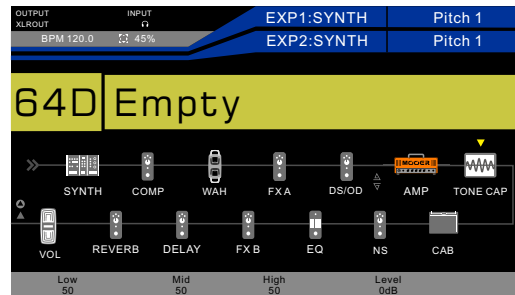 OUTPUT INPUT
XLROUT
BPM 120.0 45%
EXP1:SYNTH Pitch 1
EXP2:SYNTH Pitch 1
64D Empty
MOOER
SYNTH COMP WAH FX A DS/OD AMP TONE CAP
VOL REVERB DELAY FX B EQ NS CAB
Low Mid High Level
50 50 50 0dB